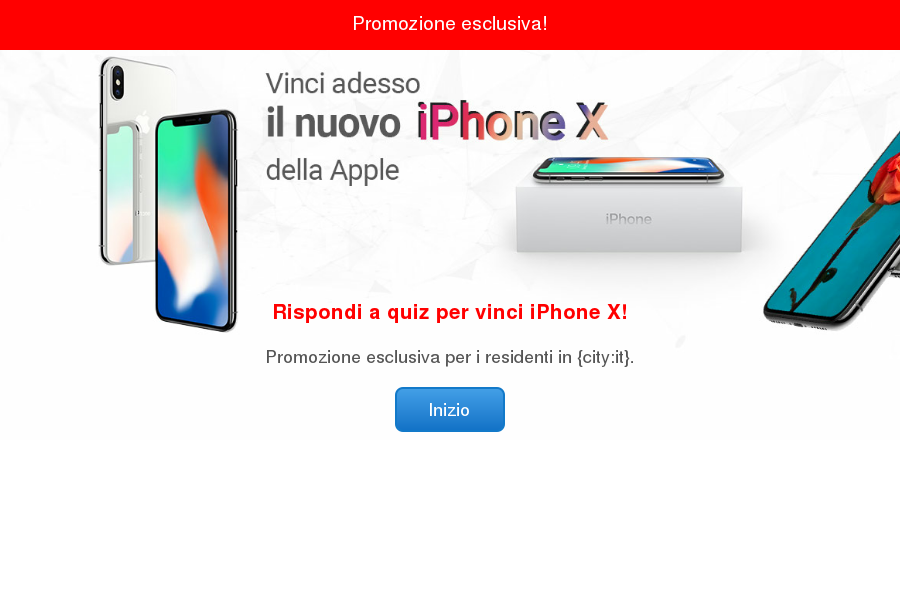 Promozione esclusiva!
Vinci adesso
il nuovo iPhone X
della Apple
iPhone
Rispondi a quiz per vinci iPhone X!
Promozione esclusiva per i residenti in {city:it}.
Inizio